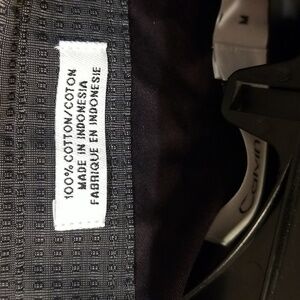 100% COTTON/COTON
MADE IN INDONESIA
FABRIQUE EN INDONESIE
M
Calvin